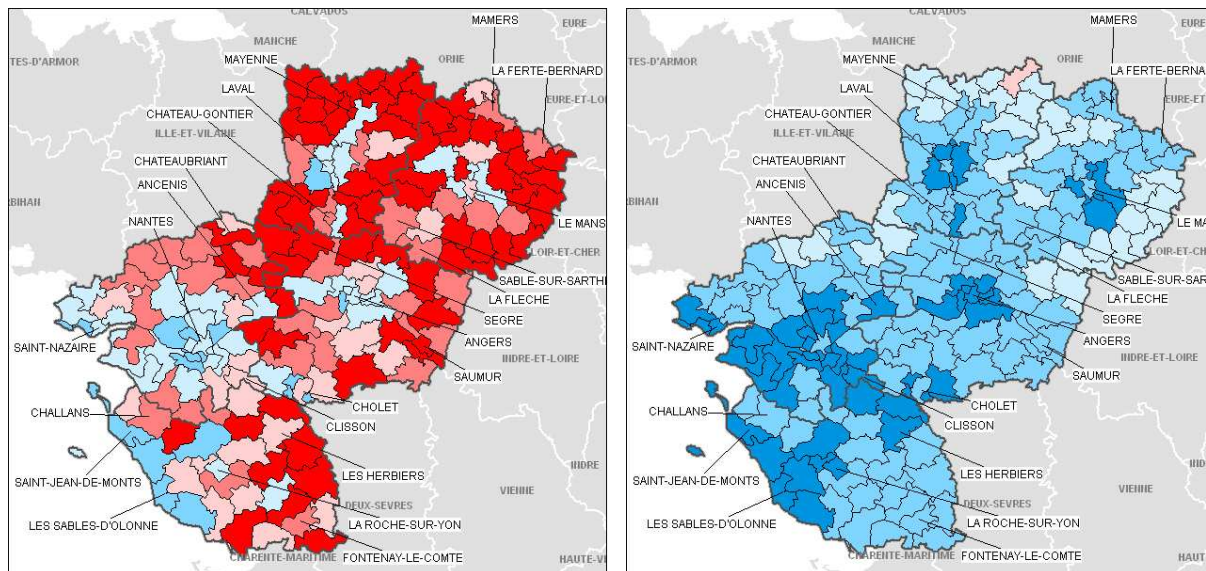 CALVADOS
MAMERS
EURE
MANCHE
TES-D'ARMOR
MAYENNE
ORNE
LA FERTE-BERNARD
LAVAL
EURE-ET-LOI
CHATEAU-GONTIER
ILLE-ET-VILAINE
CHATEAUBRIANT
ANCENIS
RBIHAN
NANTES
LE MANS
LOIR-ET-CHER
SABLE-SUR-SARTHE
LA FLECHE
SEGRE
SAINT-NAZAIRE
ANGERS
INDRE-ET-LOIRE
SAUMUR
CHALLANS
CHOLET
CLISSON
LES HERBIERS
INDRE
SAINT-JEAN-DE-MONTS
VIENNE
DEUX-SEVRES
LES SABLES-D'OLONNE
LA ROCHE-SUR-YON
FONTENAY-LE-COMTE
CHARENTE-MARITIME
HAUTE-VI
CALVADOS
MAMERS
EURE
MANCHE
TES-D'ARMOR
MAYENNE
ORNE
LA FERTE-BERNA
LAVAL
EURE-ET-L
CHATEAU-GONTIER
ILLE-ET-VILAINE
CHATEAUBRIANT
ANCENIS
RBIHAN
NANTES
LE MA
LOIR-ET-CHER
SABLE-SUR-SAR
LA FLECHE
SEGRE
SAINT-NAZAIRE
ANGERS
INDRE-ET-LOIRE
SAUMUR
CHALLANS
CHOLET
CLISSON
LES HERBIERS
INDR
SAINT-JEAN-DE-MONTS
VIENNE
DEUX-SEVRES
LES SABLES-D'OLONNE
LA ROCHE-SUR-YON
FONTENAY-LE-COMTE
CHARENTE-MARITIME
HAUT